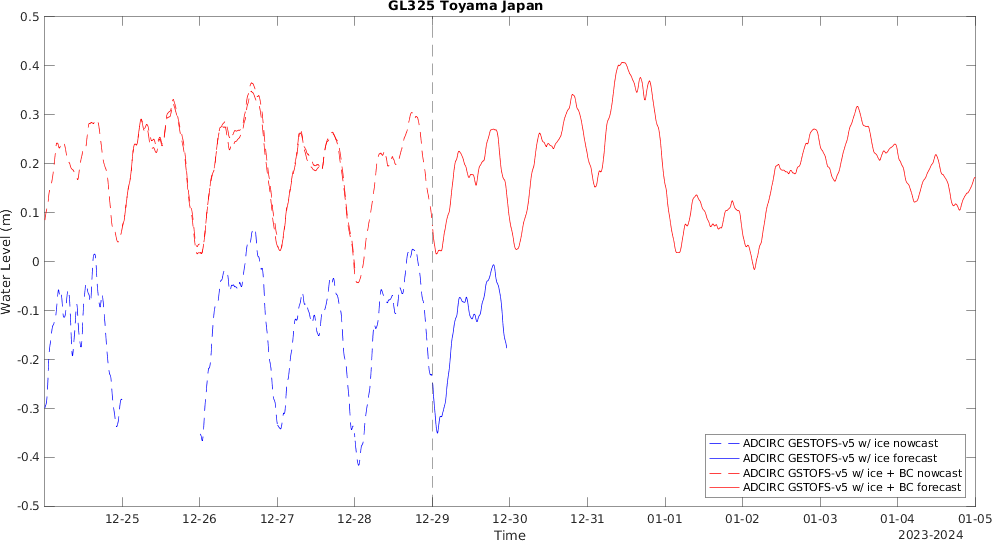 GL325 Toyama Japan
0.5
0.4
0.3
0.2
0.1
0
-0.1
-0.2
-0.3
-0.4
-0.5
Water Level (m)
ADCIRC GESTOFS-v5 w/ ice nowcast
ADCIRC GESTOFS-v5 w/ ice forecast
ADCIRC GSTOFS-v5 w/ ice + BC nowcast
ADCIRC GSTOFS-v5 w/ ice + BC forecast
12-25 12-26 12-27 12-28 12-29 12-30 12-31 01-01 01-02 01-03 01-04 01-05
Time
2023-2024